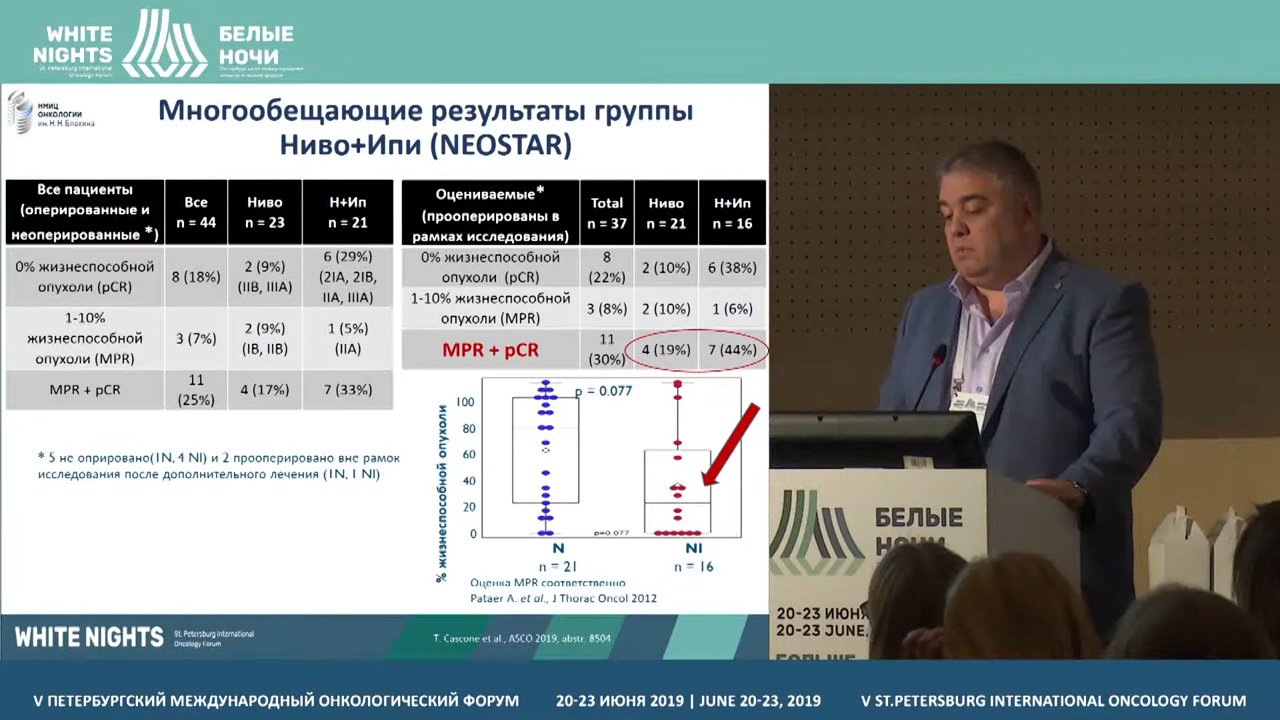 WHITE
NIGHTS
St. Petersburg International
Oncology Forum
БЕЛЫЕ
НОЧИ
НМИЦ
ОНКОЛОГИИ
им. Н. Н. Блохина
Многообещающие результаты группы
Ниво+Ипи (NEOSTAR)
Все пациенты
(оперированные и
неоперированные *)
Все
n = 44
Ниво
n = 23
Н+Ип
n = 21
0% жизнеспособной
опухоли (pCR)
8 (18%)
2 (9%)
(IIB, IIIA)
6 (29%)
(2IA, 2IB,
IIA, IIIA)
1-10%
жизнеспособной
опухоли (MPR)
3 (7%)
2 (9%)
(IB, IIB)
1 (5%)
(IIA)
MPR + pCR
11
(25%)
4 (17%)
7 (33%)
* 5 не оприровано(1N, 4 NI) и 2 прооперировано вне рамок
исследования после дополнительного лечения (1N, 1 NI)
Оцениваемые*
(прооперированы в
рамках исследования)
Total
n = 37
Ниво
n = 21
Н+Ип
n = 16
0% жизнеспособной
опухоли (pCR)
8
(22%)
2 (10%)
6 (38%)
1-10% жизнеспособной
опухоли (MPR)
3 (8%)
2 (10%)
1 (6%)
MPR + pCR
11
(30%)
4 (19%)
7 (44%)
% жизнеспособной опухоли
100
80
60
40
20
0
p = 0.077
p=0.077
N
n = 21
NI
n = 16
Оценка MPR соответственно
Pataer A. et al., J Thorac Oncol 2012
WHITE NIGHTS
St. Petersburg International
Oncology Forum
T. Cascone et al., ASCO 2019, abstr. 8504
БЕЛЫЕ
НОЧИ
20-23 ИЮНЯ
20-23 JUNE,
БОЛЬШЕ
V ПЕТЕРБУРГСКИЙ МЕЖДУНАРОДНЫЙ ОНКОЛОГИЧЕСКИЙ ФОРУМ
20-23 ИЮНЯ 2019 | JUNE 20-23, 2019
V ST.PETERSBURG INTERNATIONAL ONCOLOGY FORUM